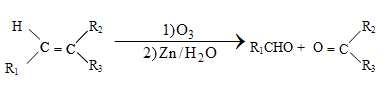 H R₂ R₂
1)O₃
C = C R₁CHO + O = C
2)Zn/H₂O
R₁ R₃ R₃